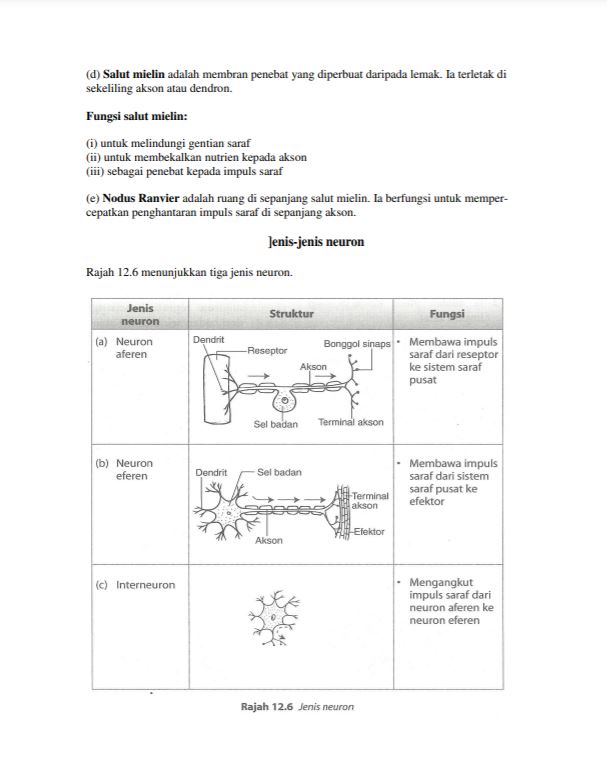 (d) Salut mielin adalah membran penebat yang diperbuat daripada lemak. Ia terletak di
sekeliling akson atau dendron.
Fungsi salut mielin:
(i) untuk melindungi gentian saraf
(ii) untuk membekalkan nutrien kepada akson
(iii) sebagai penebat kepada impuls saraf
(e) Nodus Ranvier adalah ruang di sepanjang salut mielin. Ia berfungsi untuk memper-
cepatkan penghantaran impuls saraf di sepanjang akson.
]enis-jenis neuron
Rajah 12.6 menunjukkan tiga jenis neuron.
Jenis
neuron
Struktur
Fungsi
(a) Neuron
aferen
Dendrit
Reseptor
Bonggol sinaps
Akson
Sel badan
Terminal akson
• Membawa impuls
saraf dari reseptor
ke sistem saraf
pusat
(b) Neuron
eferen
Dendrit
Sel badan
Terminal
akson
Efektor
Akson
• Membawa impuls
saraf dari sistem
saraf pusat ke
efektor
(c) Interneuron
• Mengangkut
impuls saraf dari
neuron aferen ke
neuron eferen
Rajah 12.6 Jenis neuron